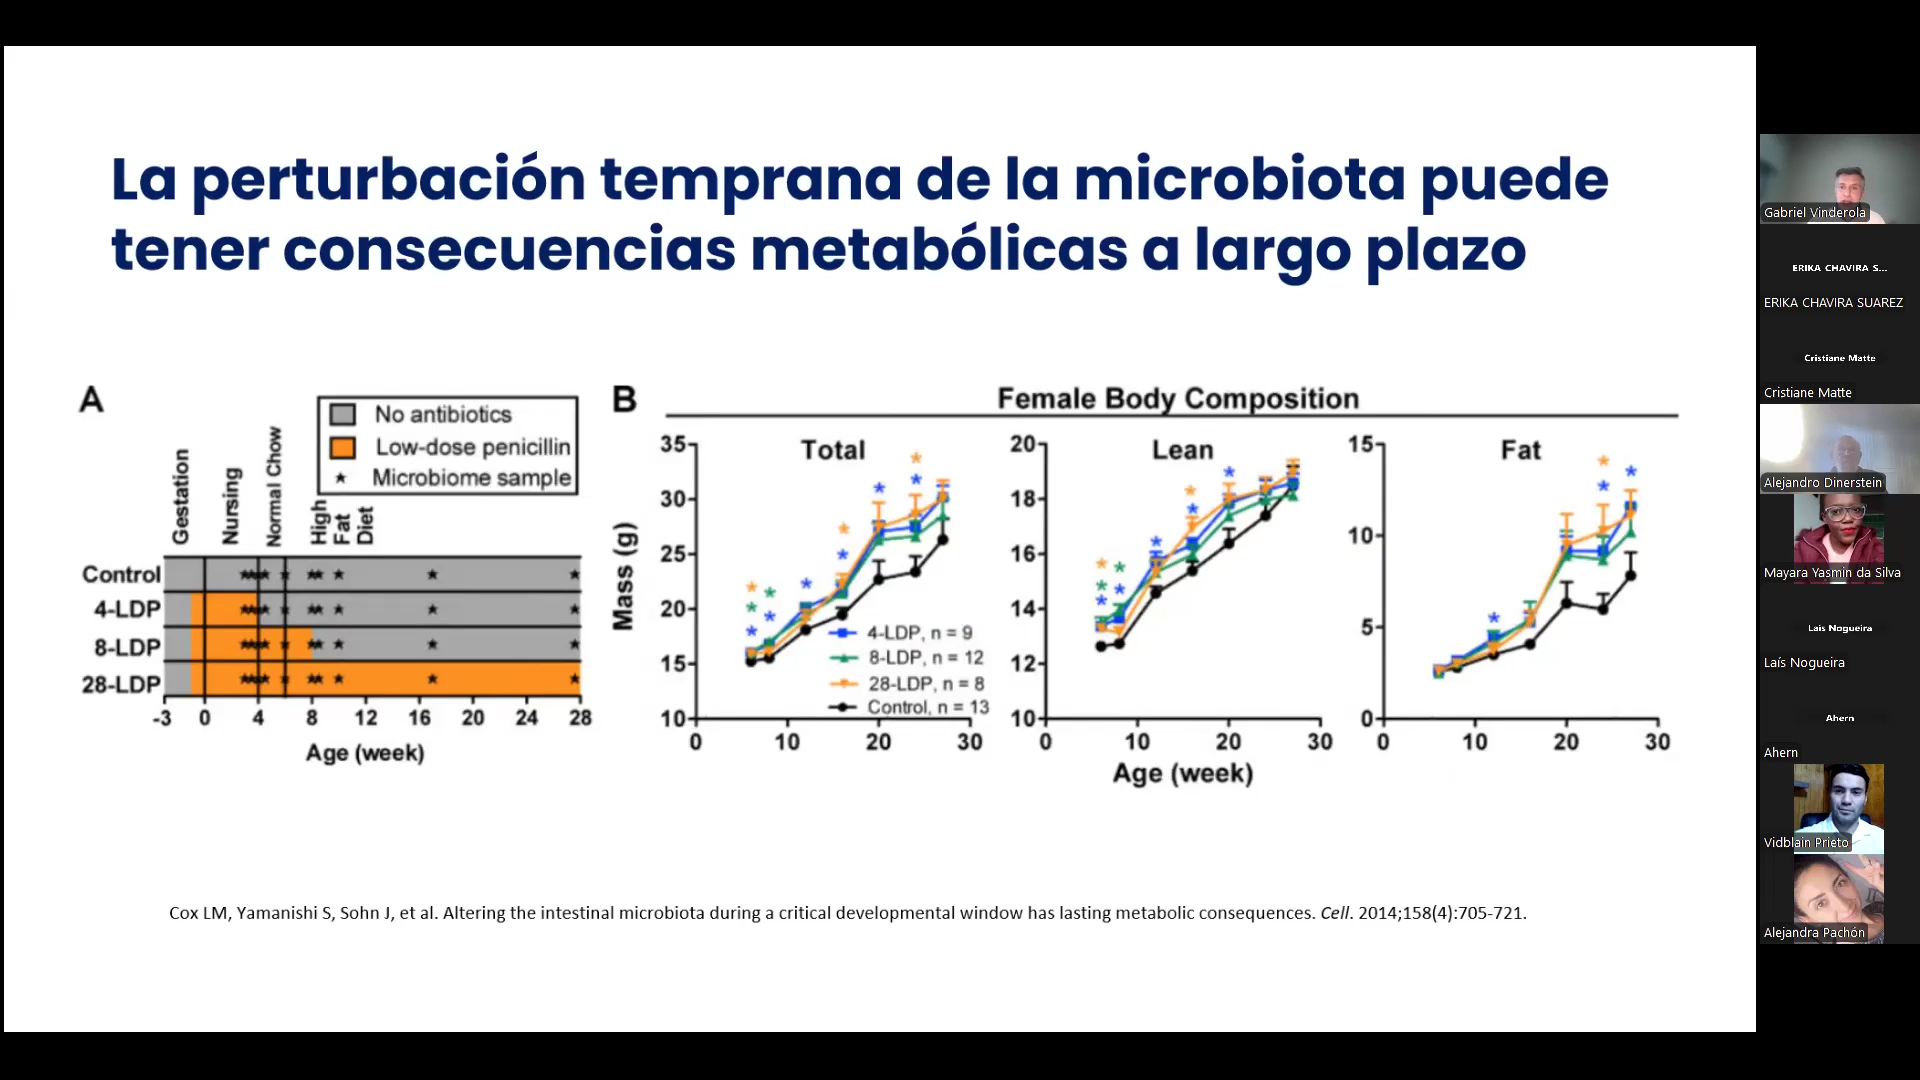 La perturbación temprana de la microbiota puede
tener consecuencias metabólicas a largo plazo
A
No antibiotics
Low-dose penicillin
Microbiome sample
Gestation
Nursing
Normal Chow
High
Fat
Diet
Control
4-LDP
8-LDP
28-LDP
-3 0 4 8 12 16 20 24 28
Age (week)
B
Female Body Composition
Total
Mass (g)
35
30
25
20
15
10
0 10 20 30
4-LDP, n = 9
8-LDP, n = 12
28-LDP, n = 8
Control, n = 13
Lean
20
18
16
14
12
10
0 10 20 30
Age (week)
Fat
15
10
5
0
0 10 20 30
Cox LM, Yamanishi S, Sohn J, et al. Altering the intestinal microbiota during a critical developmental window has lasting metabolic consequences. Cell. 2014;158(4):705-721.
Gabriel Vinderola
ERIKA CHAVIRA S...
ERIKA CHAVIRA SUAREZ
Cristiane Matte
Cristiane Matte
Alejandro Dinerstein
Mayara Yasmin da Silva
Laís Nogueira
Laís Nogueira
Ahern
Ahern
Vidblain Prieto
Alejandra Pachón